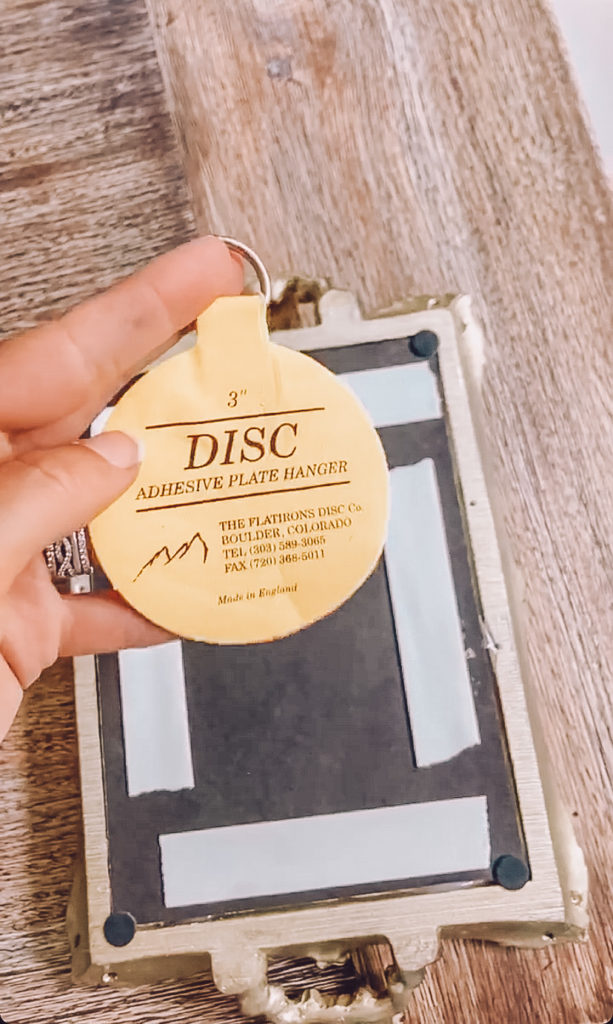 3"
DISC
ADHESIVE PLATE HANGER
THE FLATIRONS DISC Co.
BOULDER, COLORADO
TEL (303) 589-3065
FAX (720) 368-5011
Made in England